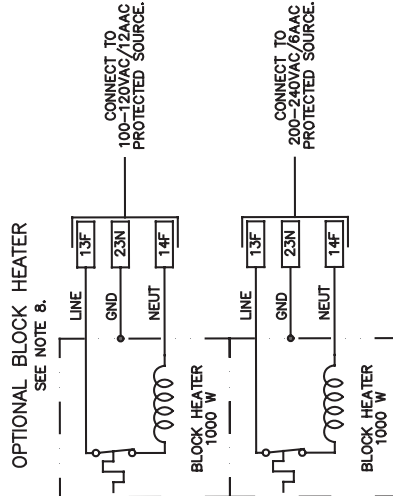 OPTIONAL BLOCK HEATER
SEE NOTE 8.
LINE
GND
NEUT
13F
23N
14F
CONNECT TO
100-120VAC/12AAC
PROTECTED SOURCE.
BLOCK HEATER
1000 W
LINE
GND
NEUT
13F
23N
14F
CONNECT TO
200-240VAC/6AAC
PROTECTED SOURCE.
BLOCK HEATER
1000 W